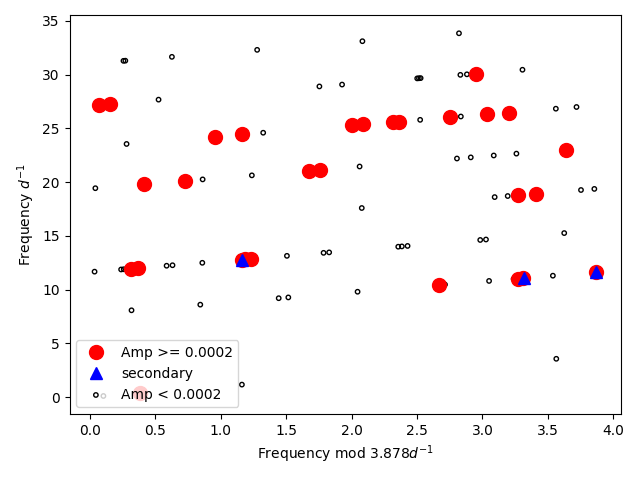 35
30
25
20
15
10
5
0
Frequency d⁻¹
Amp >= 0.0002
secondary
Amp < 0.0002
0.0 0.5 1.0 1.5 2.0 2.5 3.0 3.5 4.0
Frequency mod 3.878d⁻¹